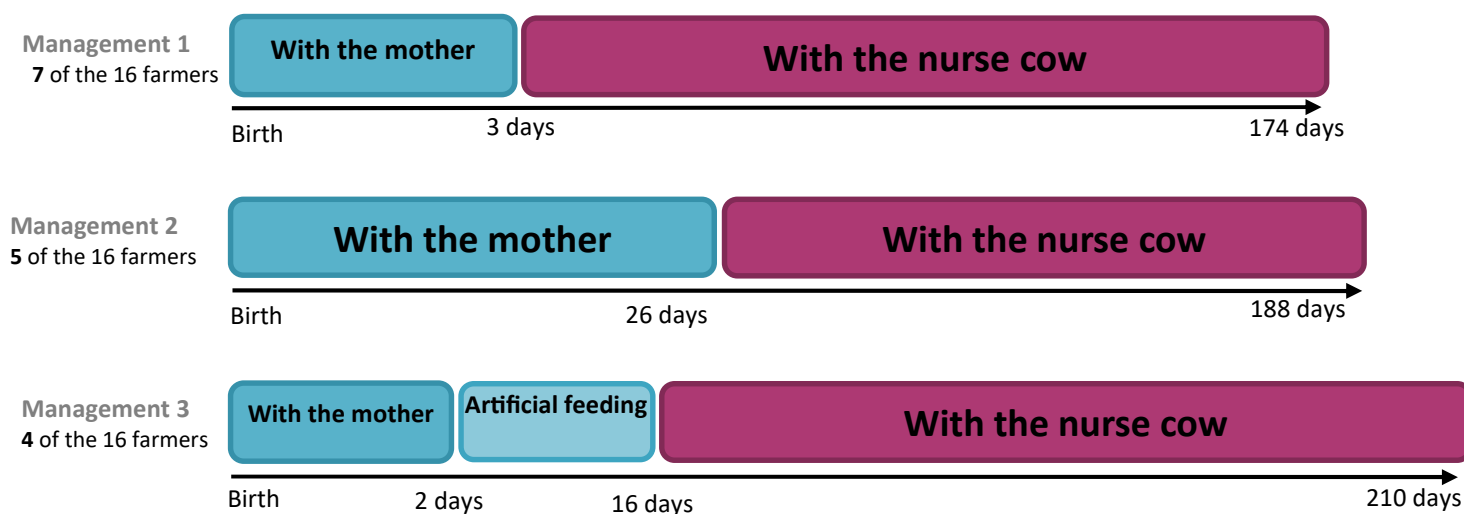 Management 1
7 of the 16 farmers
With the mother
With the nurse cow
Birth
3 days
174 days
Management 2
5 of the 16 farmers
With the mother
With the nurse cow
Birth
26 days
188 days
Management 3
4 of the 16 farmers
With the mother
Artificial feeding
With the nurse cow
Birth
2 days
16 days
210 days